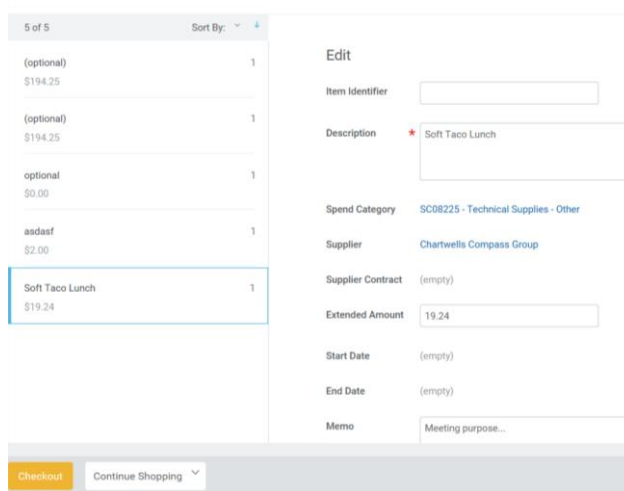 5 of 5
Sort By:
(optional) 1
$194.25
(optional) 1
$194.25
optional 1
$0.00
asdasf 1
$2.00
Soft Taco Lunch 1
$19.24
Edit
Item Identifier
Description * Soft Taco Lunch
Spend Category SC08225 - Technical Supplies - Other
Supplier Chartwells Compass Group
Supplier Contract (empty)
Extended Amount 19.24
Start Date (empty)
End Date (empty)
Memo Meeting purpose...
Checkout
Continue Shopping